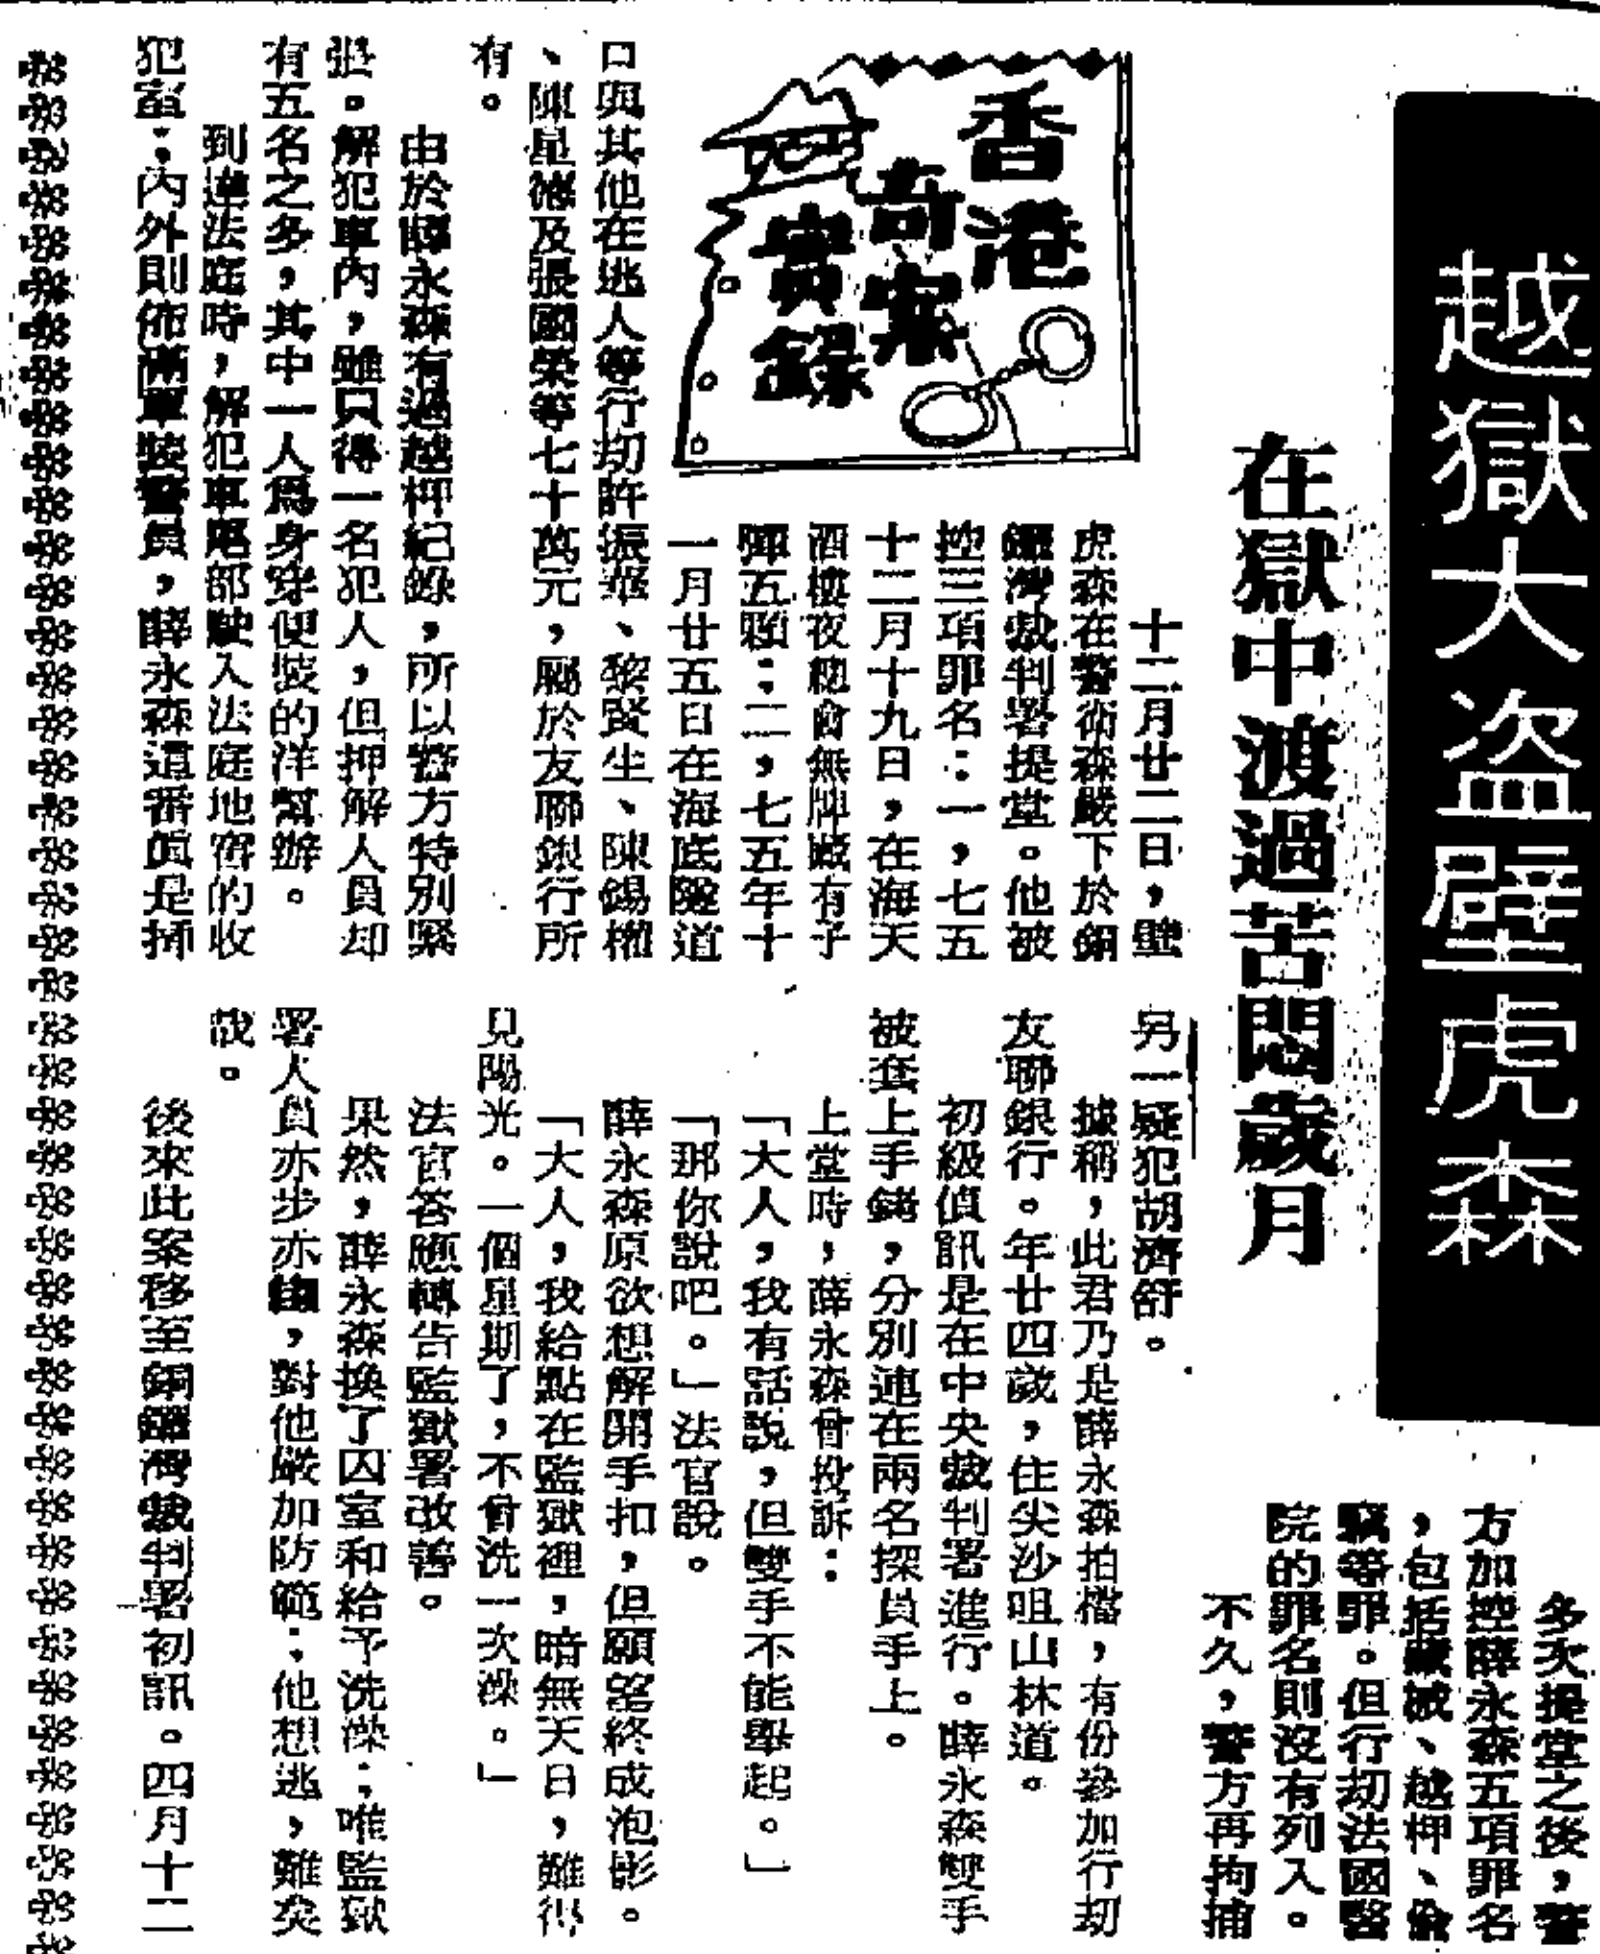 越獄大盜壁虎森
在獄中渡過苦悶歲月
香港
奇案
實錄
十二月廿二日，壁
虎森在警衛森嚴下於銅
鑼灣裁判署提堂。他被
控三項罪名：一，七五
十二月十九日，在海天
酒樓夜總會無牌藏有子
彈五顆；二，七五年十
一月廿五日在海底隧道
口與其他在逃人等行刧許振華、黎賢生、陳錫權
、陳星德及張國榮等七十萬元，屬於友聯銀行所
有。
由於薛永森有過越柙紀錄，所以警方特別緊
張。解犯車內，雖只得一名犯人，但押解人員却
有五名之多，其中一人爲身穿便裝的洋幫辦。
到達法庭時，解犯車尾部駛入法庭地窖的收
犯室；內外則佈滿軍裝警員，薛永森這番眞是插
多次提堂之後，警
方加控薛永森五項罪名
，包括藏械、越柙、偷
竊等罪。但行刧法國醫
院的罪名則沒有列入。
不久，警方再拘捕
另一疑犯胡濟舒。
據稱，此君乃是薛永森拍檔，有份參加行刧
友聯銀行。年廿四歲，住尖沙咀山林道。
初級偵訊是在中央裁判署進行。薛永森雙手
被套上手銬，分別連在兩名探員手上。
上堂時，薛永森曾投訴：
「大人，我有話說，但雙手不能舉起。」
「那你說吧。」法官說。
薛永森原欲想解開手扣，但願望終成泡影。
「大人，我給點在監獄裡，暗無天日，難得
見陽光。一個星期了，不曾洗一次澡。」
法官答應轉告監獄署改善。
果然，薛永森換了囚室和給予洗澡；唯監獄
署人員亦步亦趨，對他嚴加防範；他想逃，難矣
哉。
後來此案移至銅鑼灣裁判署初訊。四月十二